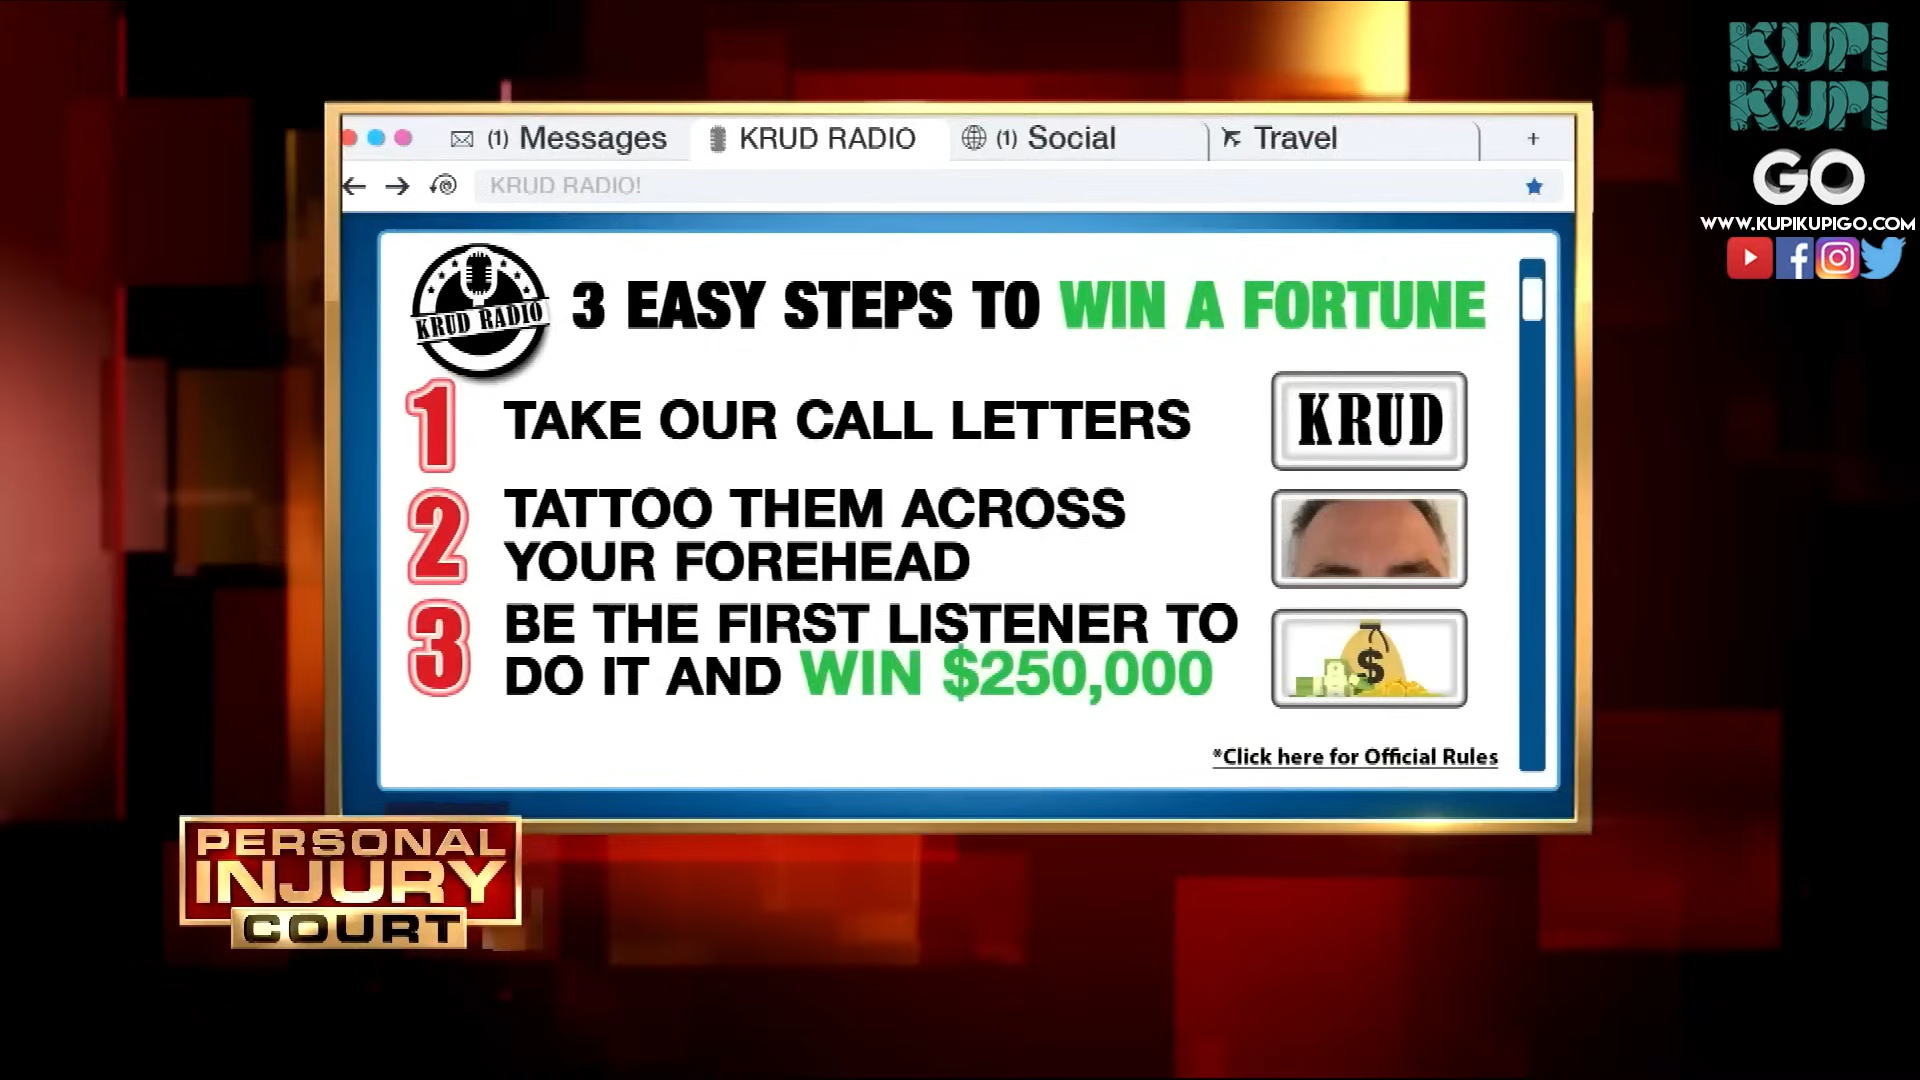 KUPI
KUPI
GO
WWW.KUPIKUPIGO.COM
(1) Messages
KRUD RADIO
(1) Social
Travel
+
KRUD RADIO!
KRUD RADIO
3 EASY STEPS TO WIN A FORTUNE
1 TAKE OUR CALL LETTERS
KRUD
2 TATTOO THEM ACROSS
YOUR FOREHEAD
3 BE THE FIRST LISTENER TO
DO IT AND WIN $250,000
$
*Click here for Official Rules
PERSONAL
INJURY
COURT